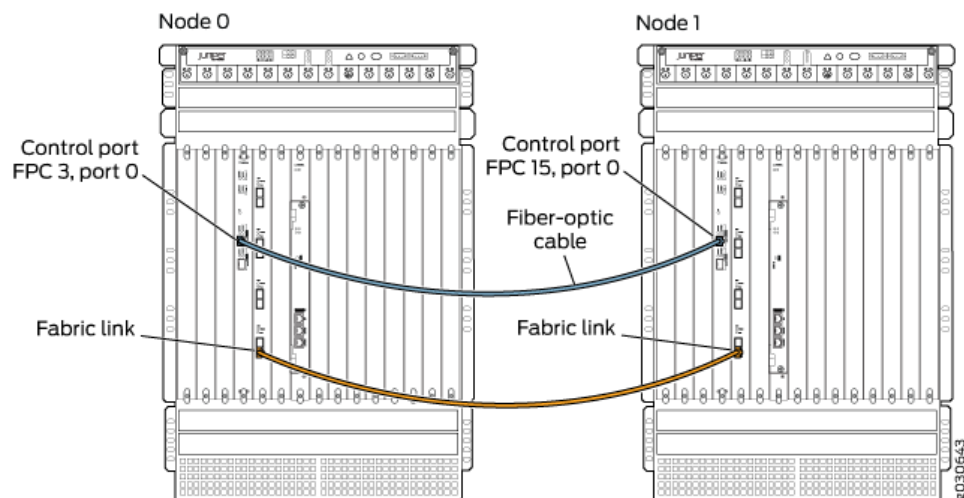 Node 0
Node 1
Control port
FPC 3, port 0
Control port
FPC 15, port 0
Fiber-optic
cable
Fabric link
Fabric link
g030643